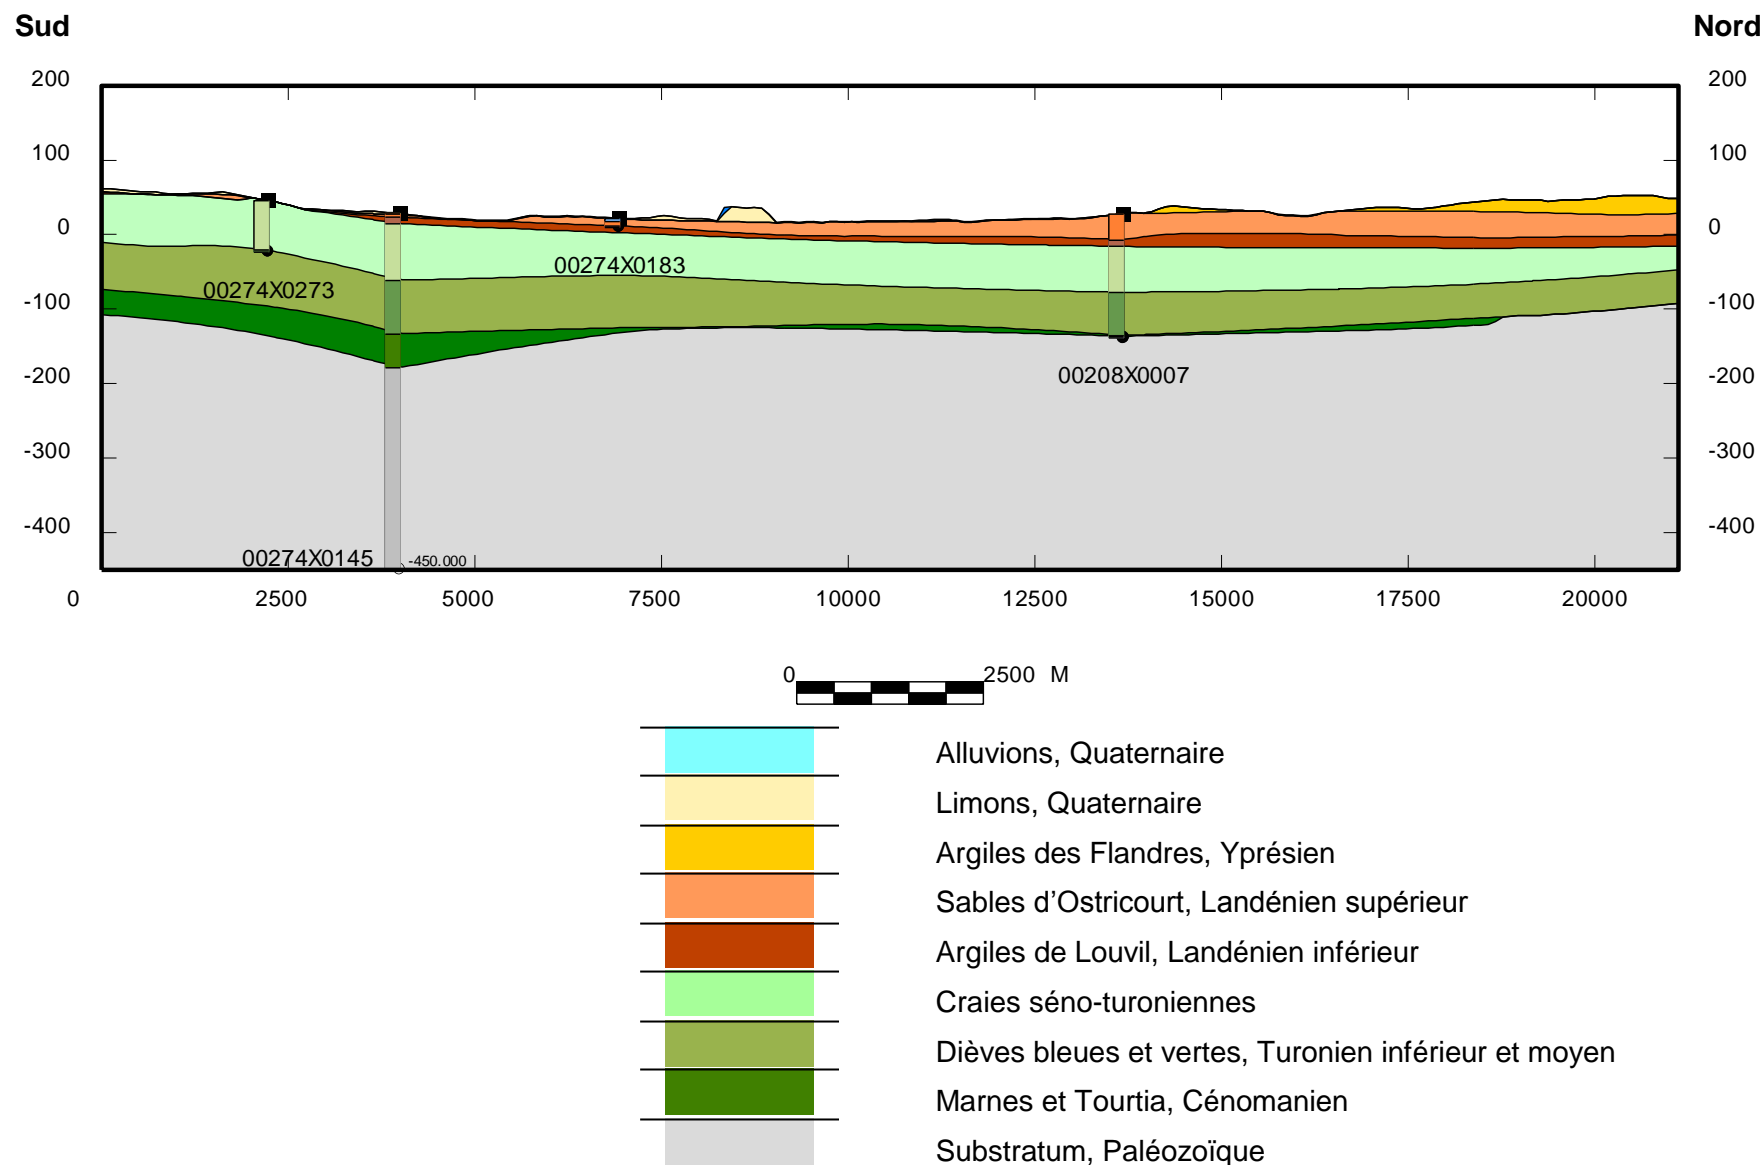 Sud Nord
200 200
100 100
0 0
00274X0183
00274X0273
-100 -100
00208X0007
-200 -200
-300 -300
-400 -400
00274X0145 -450.000
0 2500 5000 7500 10000 12500 15000 17500 20000
0 2500 M
Alluvions, Quaternaire
Limons, Quaternaire
Argiles des Flandres, Yprésien
Sables d’Ostricourt, Landénien supérieur
Argiles de Louvil, Landénien inférieur
Craies séno-turoniennes
Dièves bleues et vertes, Turonien inférieur et moyen
Marnes et Tourtia, Cénomanien
Substratum, Paléozoïque